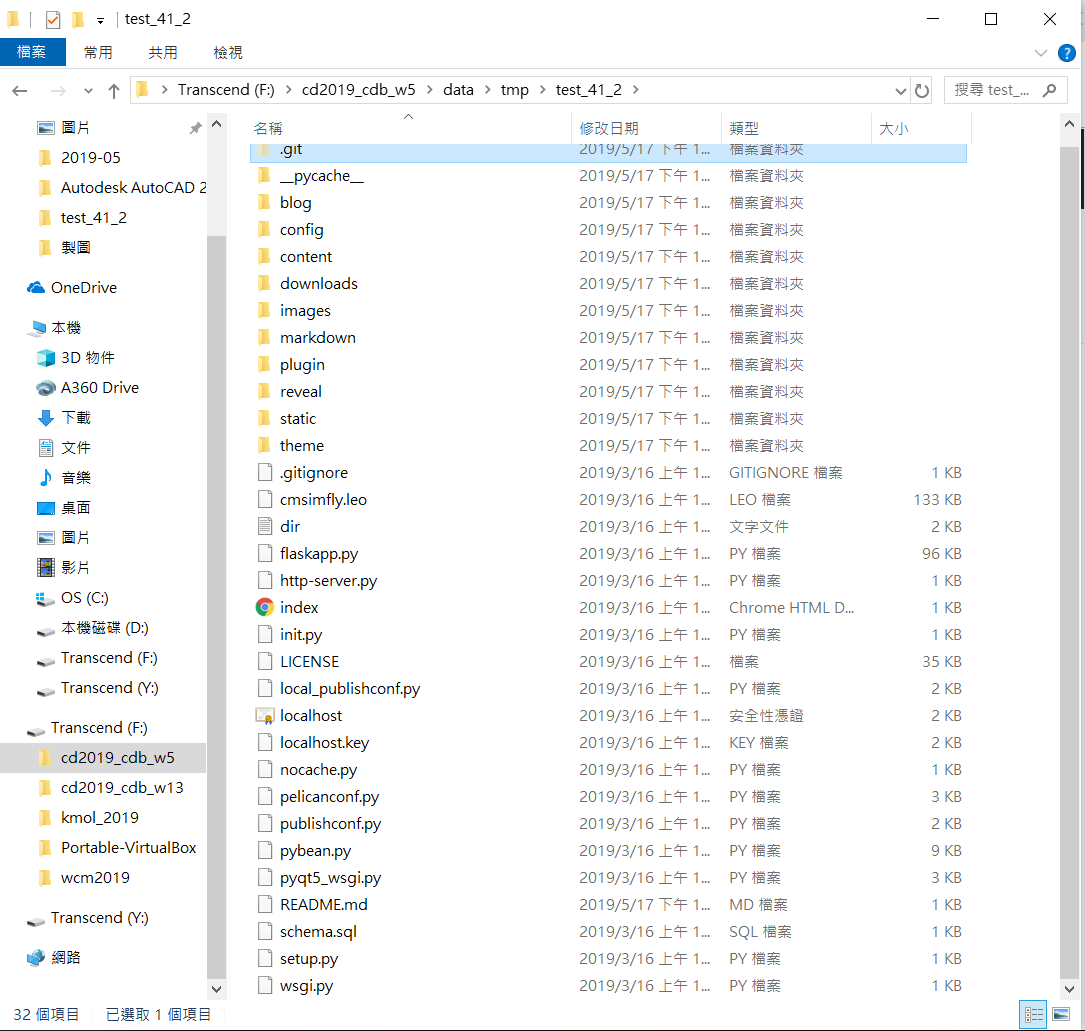 test_41_2
檔案 常用 共用 檢視
Transcend (F:) cd2019_cdb_w5 data tmp test_41_2 搜尋 test_...
圖片
2019-05
Autodesk AutoCAD 2
test_41_2
製圖
OneDrive
本機
3D 物件
A360 Drive
下載
文件
音樂
桌面
圖片
影片
OS (C:)
本機磁碟 (D:)
Transcend (F:)
Transcend (Y:)
Transcend (F:)
cd2019_cdb_w5
cd2019_cdb_w13
kmol_2019
Portable-VirtualBox
wcm2019
Transcend (Y:)
網路
名稱 修改日期 類型 大小
.git 2019/5/17 下午 1... 檔案資料夾
__pycache__ 2019/5/17 下午 1... 檔案資料夾
blog 2019/5/17 下午 1... 檔案資料夾
config 2019/5/17 下午 1... 檔案資料夾
content 2019/5/17 下午 1... 檔案資料夾
downloads 2019/5/17 下午 1... 檔案資料夾
images 2019/5/17 下午 1... 檔案資料夾
markdown 2019/5/17 下午 1... 檔案資料夾
plugin 2019/5/17 下午 1... 檔案資料夾
reveal 2019/5/17 下午 1... 檔案資料夾
static 2019/5/17 下午 1... 檔案資料夾
theme 2019/5/17 下午 1... 檔案資料夾
.gitignore 2019/3/16 上午 1... GITIGNORE 檔案 1 KB
cmsimfly.leo 2019/3/16 上午 1... LEO 檔案 133 KB
dir 2019/3/16 上午 1... 文字文件 2 KB
flaskapp.py 2019/3/16 上午 1... PY 檔案 96 KB
http-server.py 2019/3/16 上午 1... PY 檔案 1 KB
index 2019/3/16 上午 1... Chrome HTML D... 1 KB
init.py 2019/3/16 上午 1... PY 檔案 1 KB
LICENSE 2019/3/16 上午 1... 檔案 35 KB
local_publishconf.py 2019/3/16 上午 1... PY 檔案 2 KB
localhost 2019/3/16 上午 1... 安全性憑證 2 KB
localhost.key 2019/3/16 上午 1... KEY 檔案 2 KB
nocache.py 2019/3/16 上午 1... PY 檔案 1 KB
pelicanconf.py 2019/3/16 上午 1... PY 檔案 3 KB
publishconf.py 2019/3/16 上午 1... PY 檔案 2 KB
pybean.py 2019/3/16 上午 1... PY 檔案 9 KB
pyqt5_wsgi.py 2019/3/16 上午 1... PY 檔案 3 KB
README.md 2019/5/17 下午 1... MD 檔案 1 KB
schema.sql 2019/3/16 上午 1... SQL 檔案 1 KB
setup.py 2019/3/16 上午 1... PY 檔案 1 KB
wsgi.py 2019/3/16 上午 1... PY 檔案 1 KB
32 個項目 已選取 1 個項目